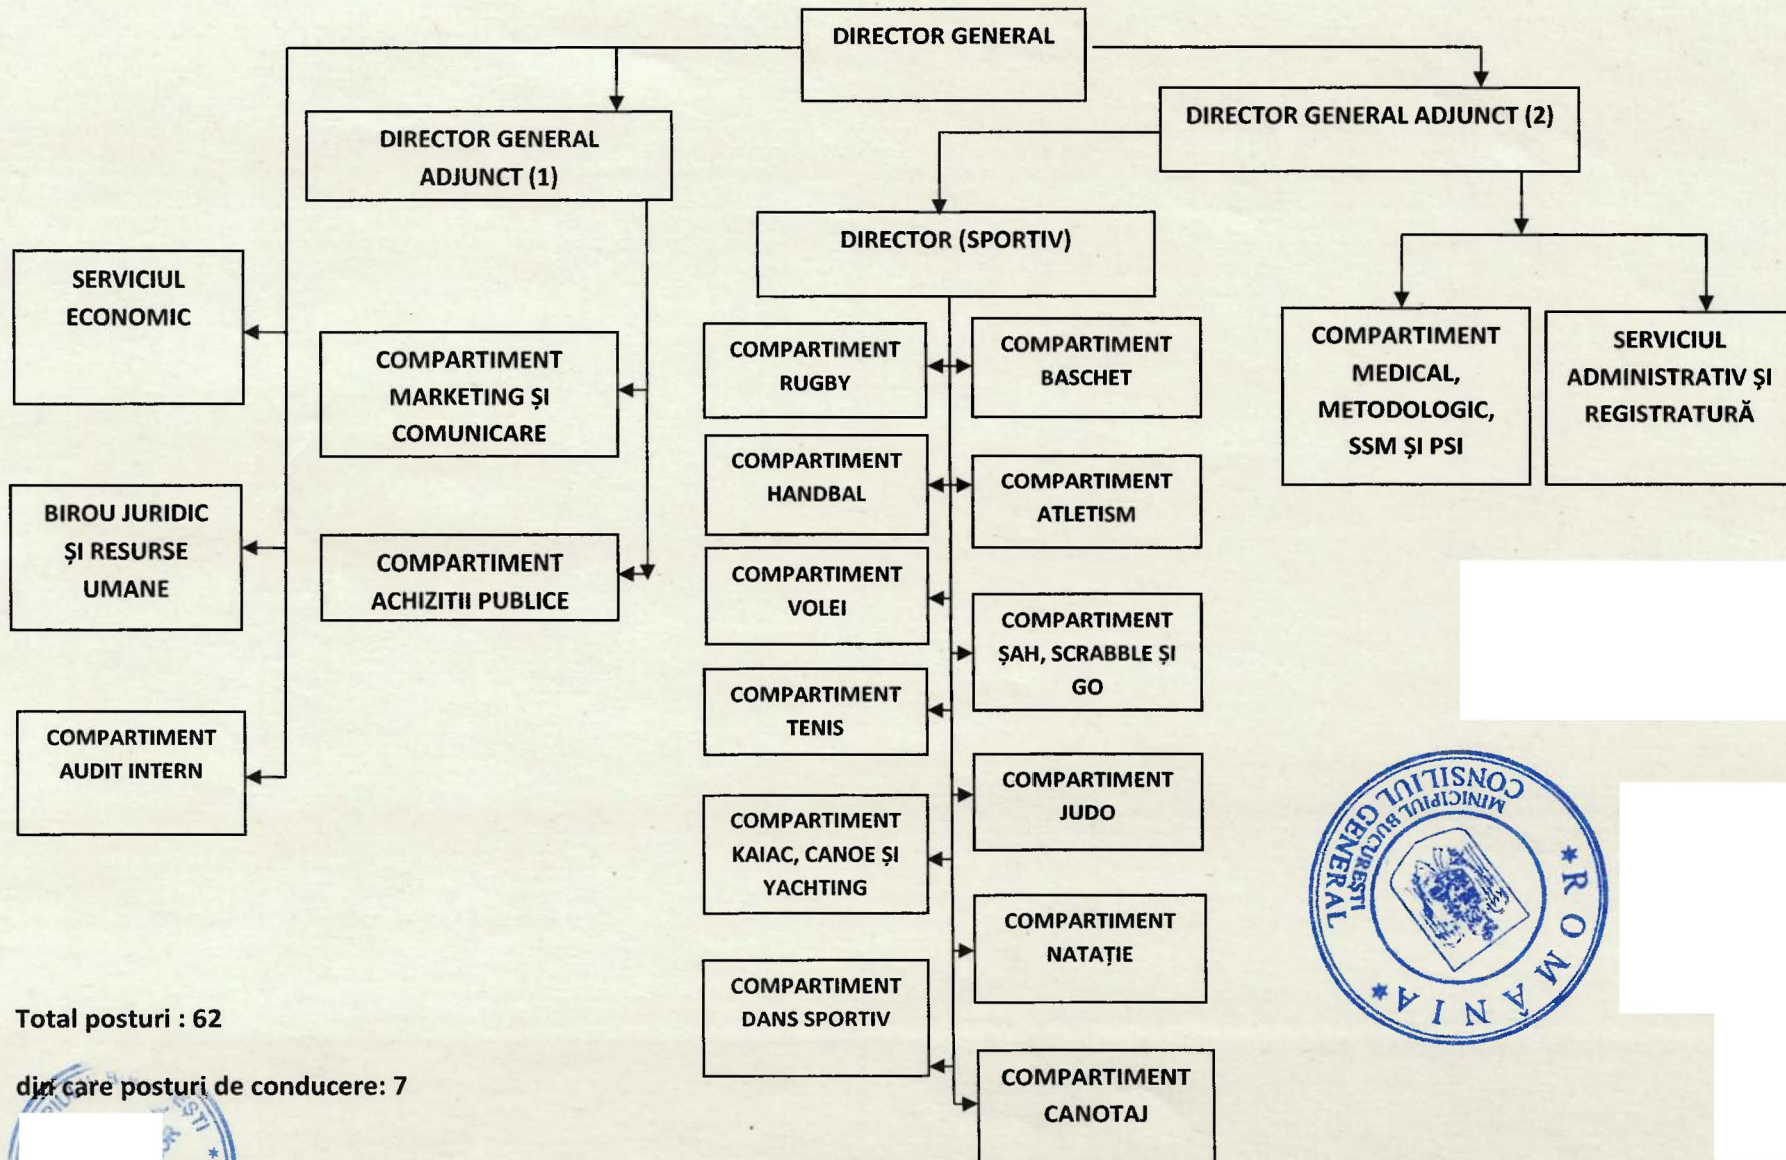 DIRECTOR GENERAL
DIRECTOR GENERAL
ADJUNCT (1)
DIRECTOR GENERAL ADJUNCT (2)
DIRECTOR (SPORTIV)
SERVICIUL
ECONOMIC
BIROU JURIDIC
ȘI RESURSE
UMANE
COMPARTIMENT
AUDIT INTERN
COMPARTIMENT
MARKETING ȘI
COMUNICARE
COMPARTIMENT
ACHIZITII PUBLICE
COMPARTIMENT
RUGBY
COMPARTIMENT
BASCHET
COMPARTIMENT
HANDBAL
COMPARTIMENT
ATLETISM
COMPARTIMENT
VOLEI
COMPARTIMENT
ȘAH, SCRABBLE ȘI
GO
COMPARTIMENT
TENIS
COMPARTIMENT
JUDO
COMPARTIMENT
KAIAC, CANOE ȘI
YACHTING
COMPARTIMENT
NATAȚIE
COMPARTIMENT
DANS SPORTIV
COMPARTIMENT
CANOTAJ
COMPARTIMENT
MEDICAL,
METODOLOGIC,
SSM ȘI PSI
SERVICIUL
ADMINISTRATIV ȘI
REGISTRATURĂ
Total posturi : 62
din care posturi de conducere: 7
* ROMÂNIA *
CONSILIUL GENERAL
MINICIPIUL BUCUREȘTI